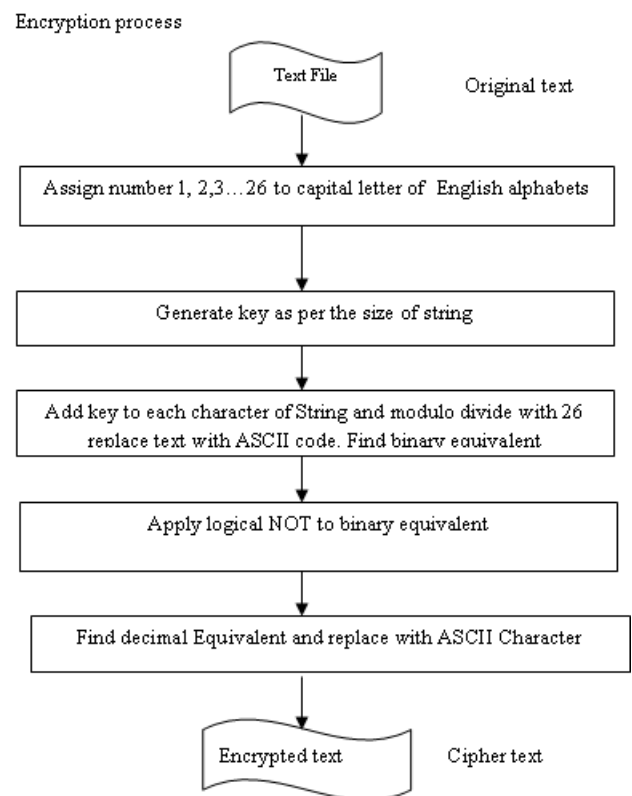 Encryption process
Text File
Original text
Assign number 1, 2,3…26 to capital letter of English alphabets
Generate key as per the size of string
Add key to each character of String and modulo divide with 26
replace text with ASCII code. Find binary equivalent
Apply logical NOT to binary equivalent
Find decimal Equivalent and replace with ASCII Character
Encrypted text
Cipher text